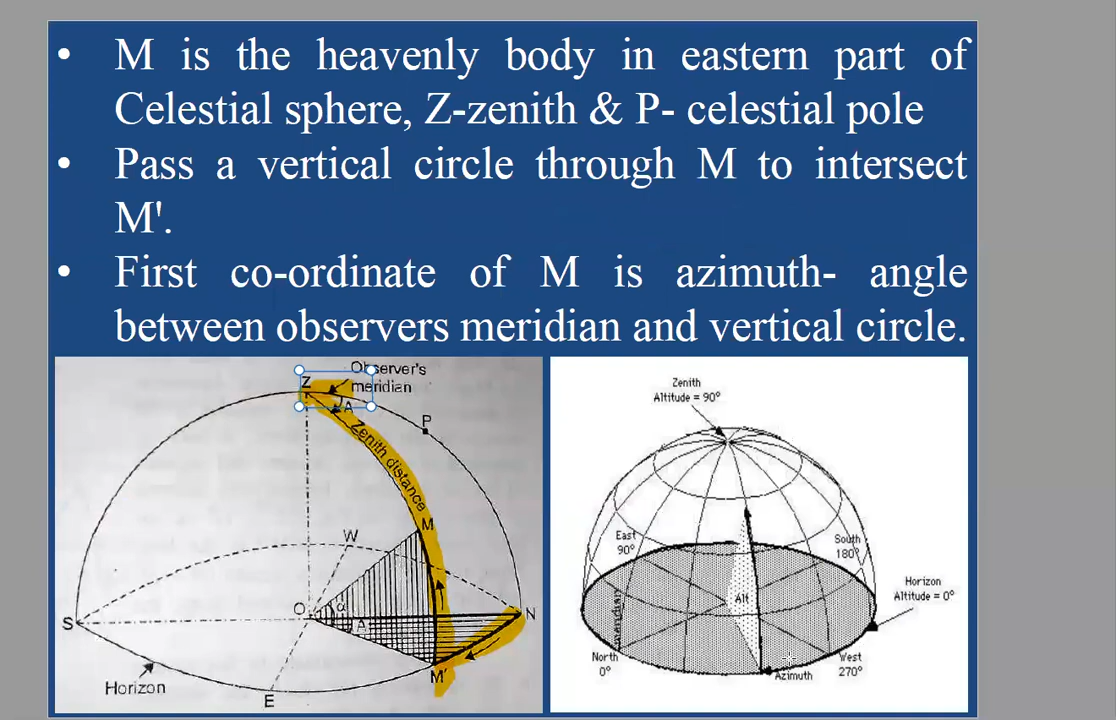 • M is the heavenly body in eastern part of
Celestial sphere, Z-zenith & P- celestial pole
• Pass a vertical circle through M to intersect
M'.
• First co-ordinate of M is azimuth- angle
between observers meridian and vertical circle.
Observer's
meridian
Z
A
P
Zenith distance
M
W
O
α
A
S
N
M'
Horizon
E
Zenith
Altitude = 90°
East
90°
South
180°
Alt
Horizon
Altitude = 0°
meridian
North
0°
West
270°
Azimuth